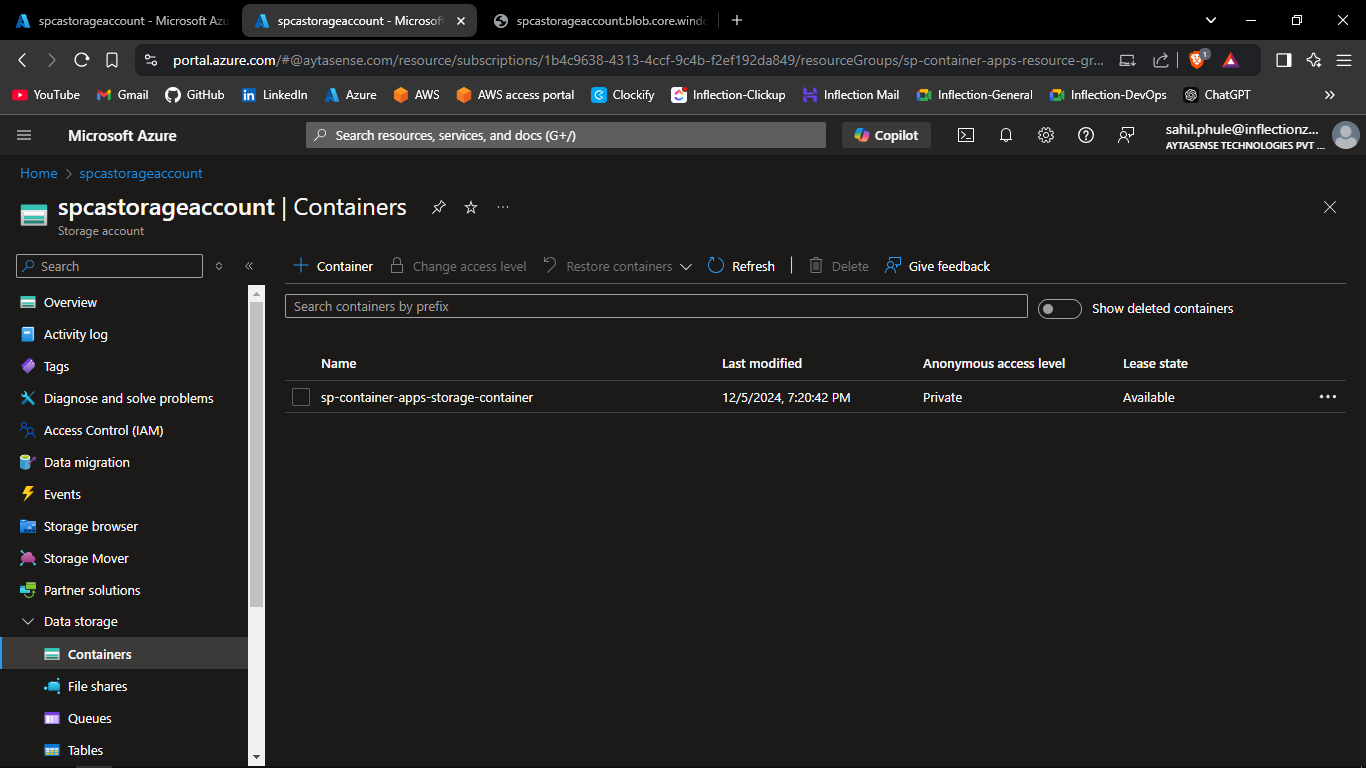 spcastorageaccount - Microsoft Azu
spcastorageaccount - Microsoft
spcastorageaccount.blob.core.windo
portal.azure.com/#@aytasense.com/resource/subscriptions/1b4c9638-4313-4ccf-9c4b-f2ef192da849/resourceGroups/sp-container-apps-resource-gr...
1
YouTube
Gmail
GitHub
LinkedIn
Azure
AWS
AWS access portal
Clockify
Inflection-Clickup
Inflection Mail
Inflection-General
Inflection-DevOps
ChatGPT
Microsoft Azure
Search resources, services, and docs (G+/)
Copilot
sahil.phule@inflectionz...
AYTASENSE TECHNOLOGIES PVT ...
Home > spcastorageaccount
spcastorageaccount | Containers
Storage account
Search
Container
Change access level
Restore containers
Refresh
Delete
Give feedback
Search containers by prefix
Show deleted containers
Name Last modified Anonymous access level Lease state
sp-container-apps-storage-container 12/5/2024, 7:20:42 PM Private Available
Overview
Activity log
Tags
Diagnose and solve problems
Access Control (IAM)
Data migration
Events
Storage browser
Storage Mover
Partner solutions
Data storage
Containers
File shares
Queues
Tables